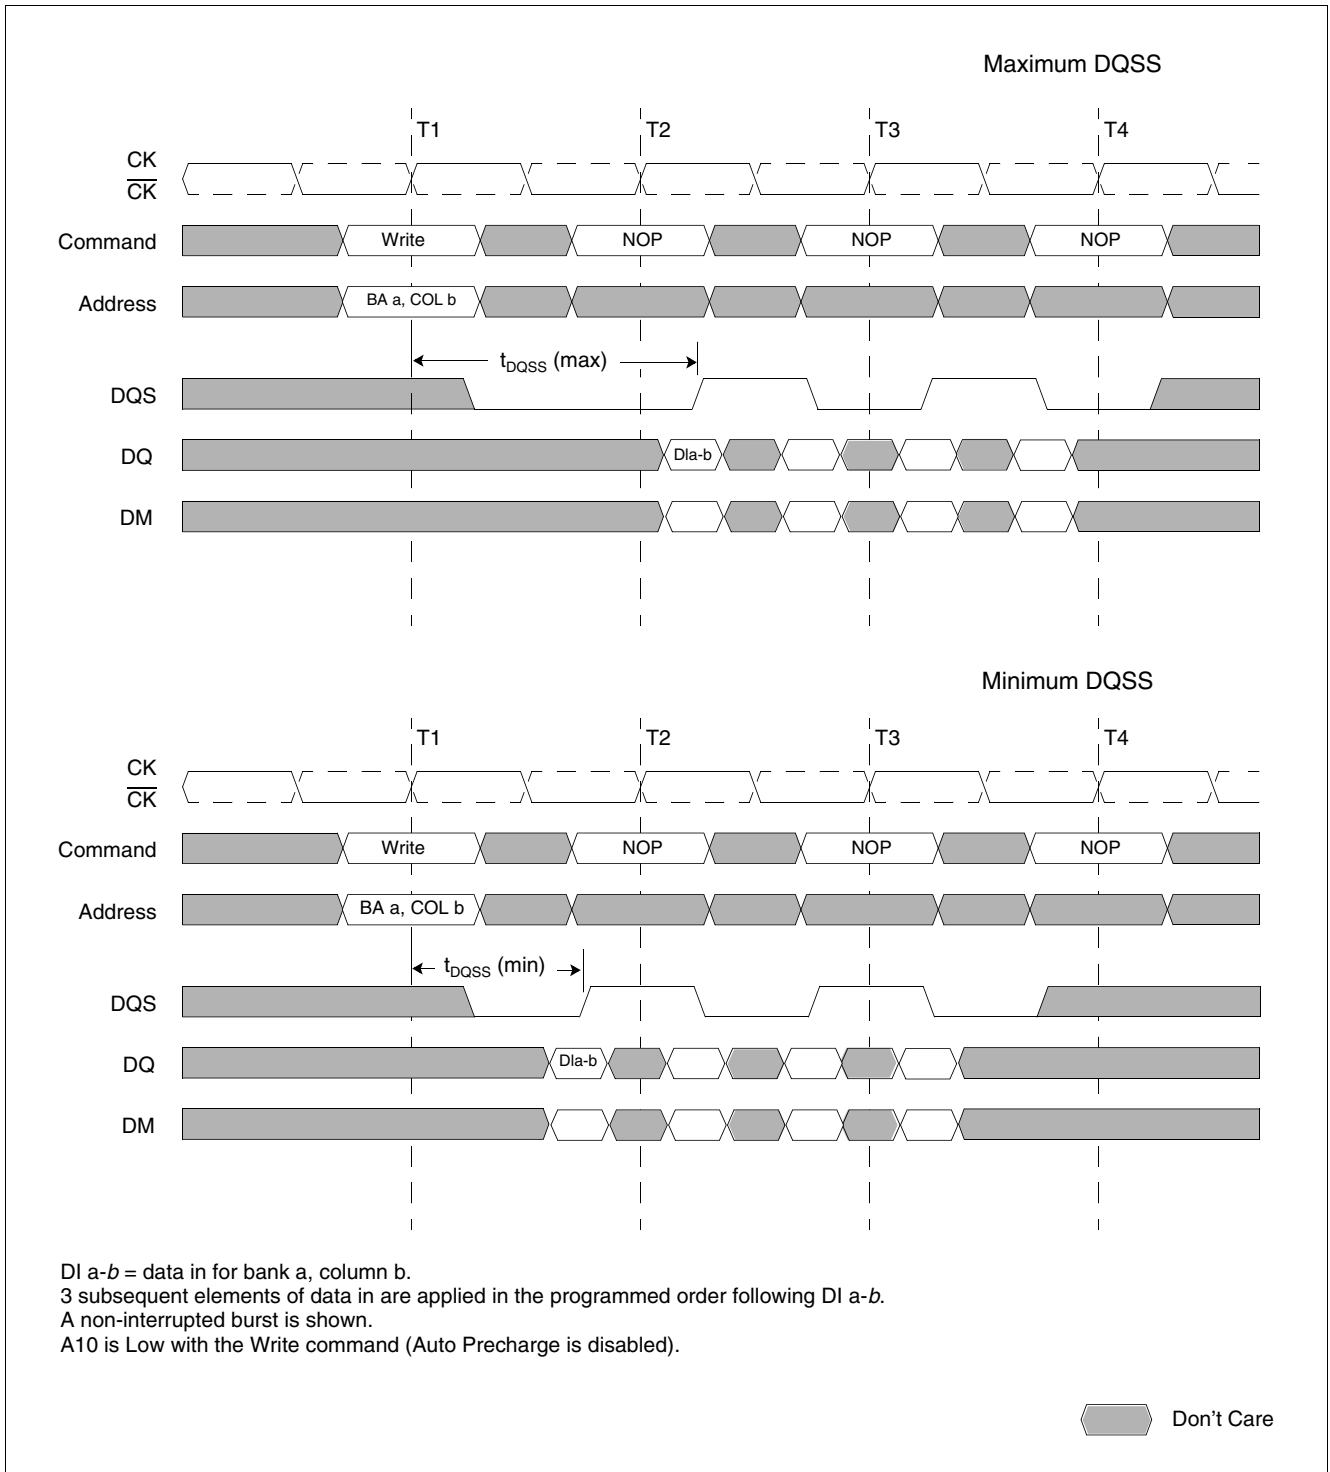 Maximum DQSS
T1 T2 T3 T4
CK
CK
Command Write NOP NOP NOP
Address BA a, COL b
tDQSS (max)
DQS
DQ DIa-b
DM
Minimum DQSS
T1 T2 T3 T4
CK
CK
Command Write NOP NOP NOP
Address BA a, COL b
tDQSS (min)
DQS
DQ DIa-b
DM
DI a-b = data in for bank a, column b.
3 subsequent elements of data in are applied in the programmed order following DI a-b.
A non-interrupted burst is shown.
A10 is Low with the Write command (Auto Precharge is disabled).
Don't Care